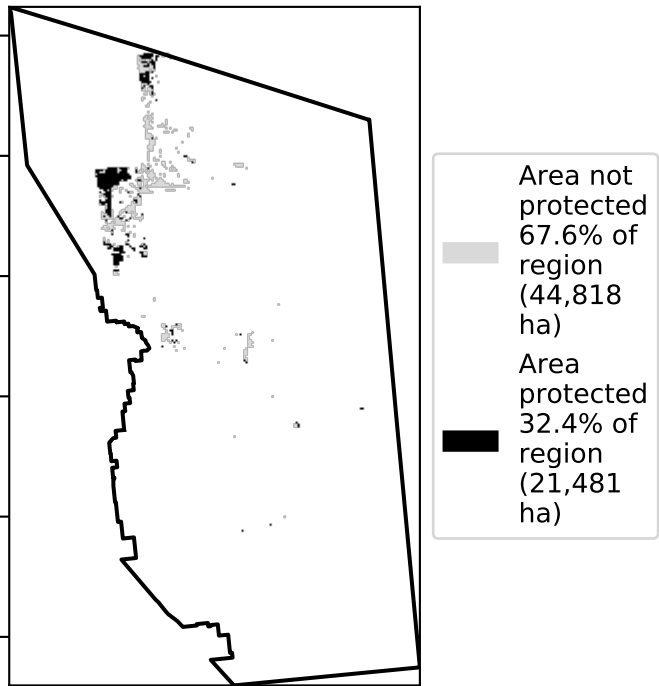 Area not
protected
67.6% of
region
(44,818
ha)
Area
protected
32.4% of
region
(21,481
ha)